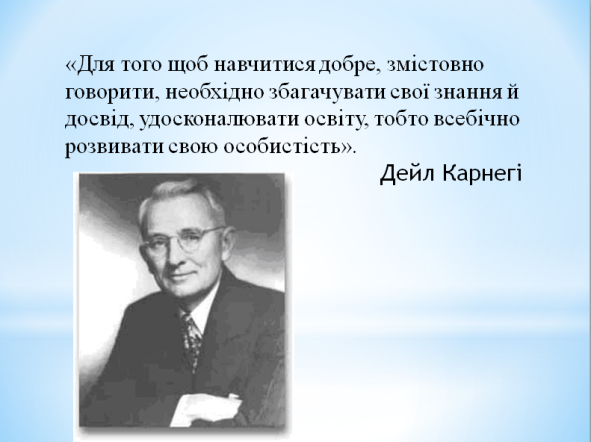 «Для того щоб навчитися добре, змістовно
говорити, необхідно збагачувати свої знання й
досвід, удосконалювати освіту, тобто всебічно
розвивати свою особистість».
Дейл Карнегі